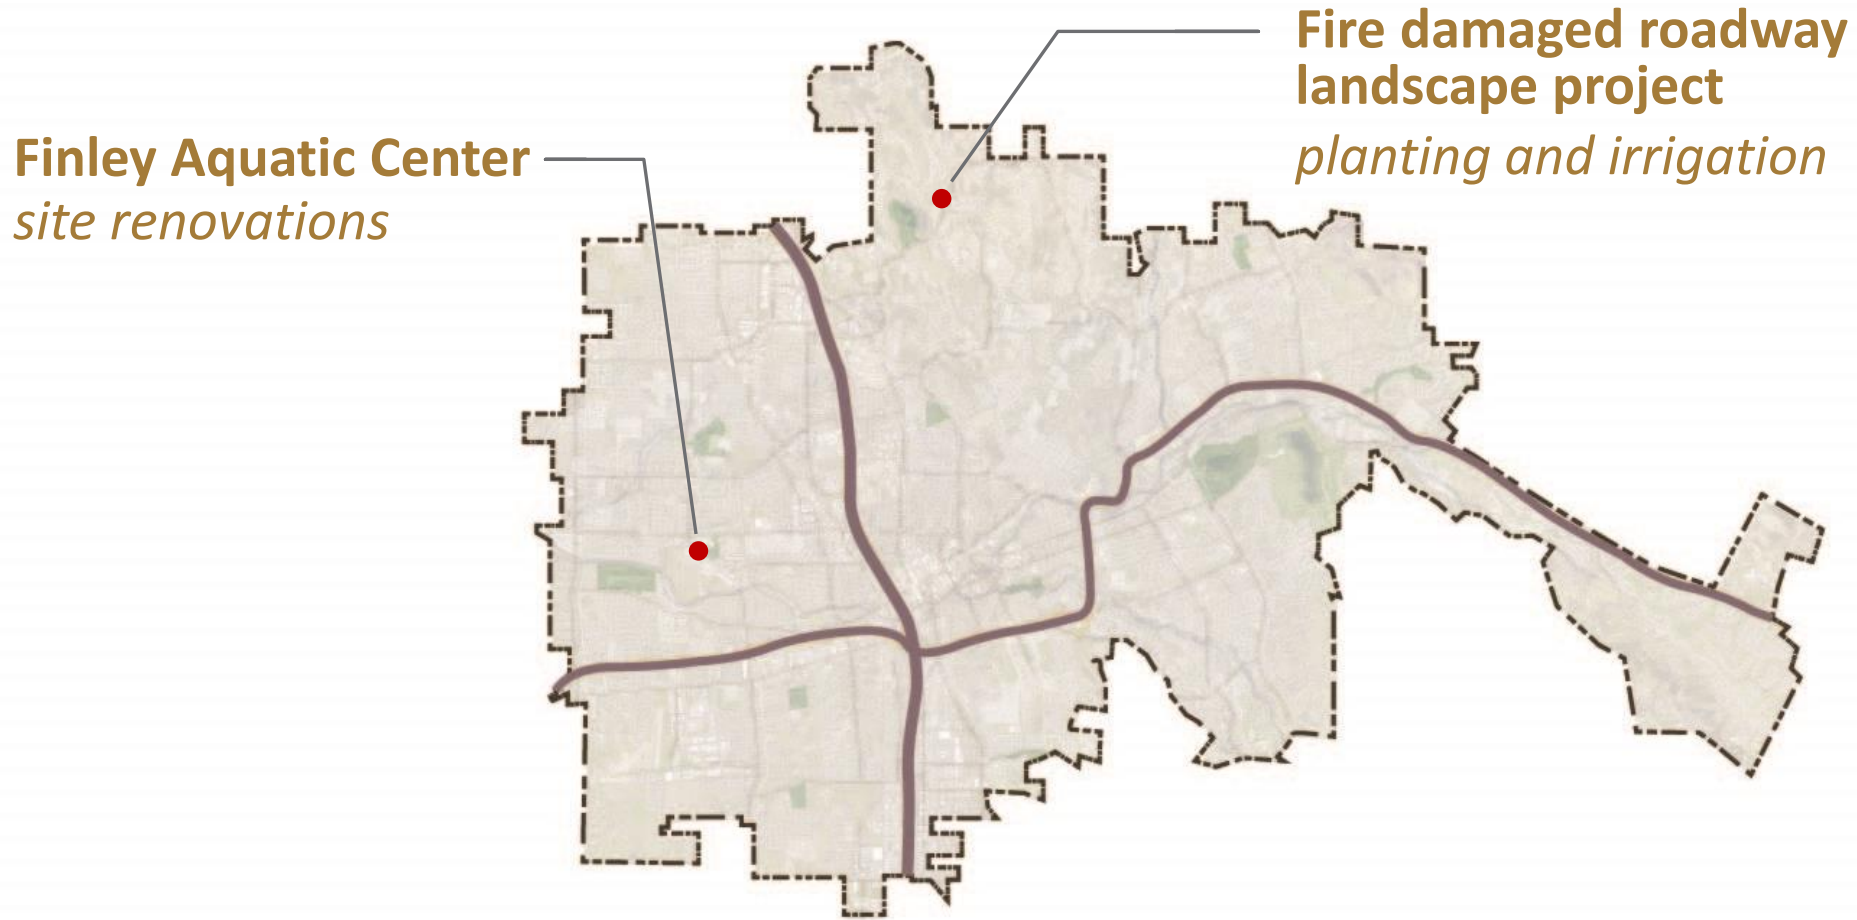 Fire damaged roadway
landscape project
planting and irrigation
Finley Aquatic Center
site renovations